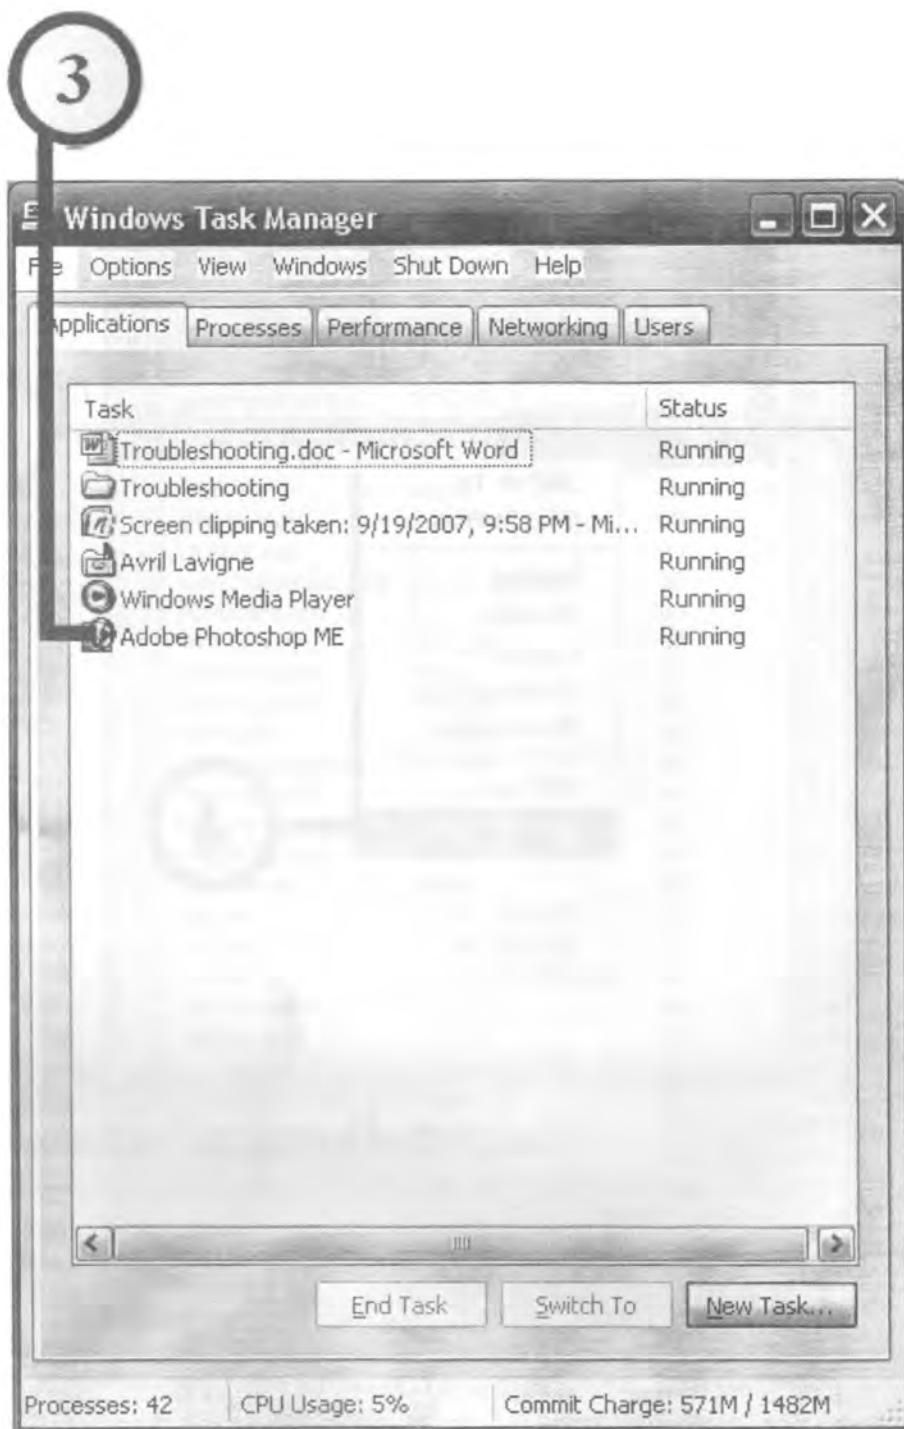 3
Windows Task Manager
File Options View Windows Shut Down Help
Applications Processes Performance Networking Users
Task Status
Troubleshooting.doc - Microsoft Word Running
Troubleshooting Running
Screen clipping taken: 9/19/2007, 9:58 PM - Mi... Running
Avril Lavigne Running
Windows Media Player Running
Adobe Photoshop ME Running
End Task Switch To New Task...
Processes: 42 CPU Usage: 5% Commit Charge: 571M / 1482M